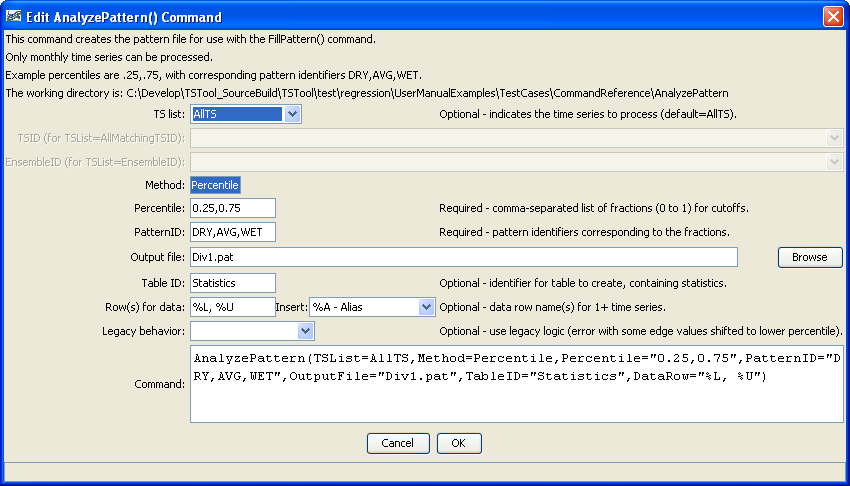 Edit AnalyzePattern() Command
This command creates the pattern file for use with the FillPattern() command.
Only monthly time series can be processed.
Example percentiles are .25,.75, with corresponding pattern identifiers DRY,AVG,WET.
The working directory is: C:\Develop\TSTool_SourceBuild\TSTool\test\regression\UserManualExamples\TestCases\CommandReference\AnalyzePattern
TS list: AllTS Optional - indicates the time series to process (default=AllTS).
TSID (for TSList=AllMatchingTSID):
EnsembleID (for TSList=EnsembleID):
Method: Percentile
Percentile: 0.25,0.75 Required - comma-separated list of fractions (0 to 1) for cutoffs.
PatternID: DRY,AVG,WET Required - pattern identifiers corresponding to the fractions.
Output file: Div1.pat Browse
Table ID: Statistics Optional - identifier for table to create, containing statistics.
Row(s) for data: %L, %U Insert: %A - Alias Optional - data row name(s) for 1+ time series.
Legacy behavior: Optional - use legacy logic (error with some edge values shifted to lower percentile).
Command: AnalyzePattern(TSList=AllTS,Method=Percentile,Percentile="0.25,0.75",PatternID="D
RY,AVG,WET",OutputFile="Div1.pat",TableID="Statistics",DataRow="%L, %U")
Cancel OK